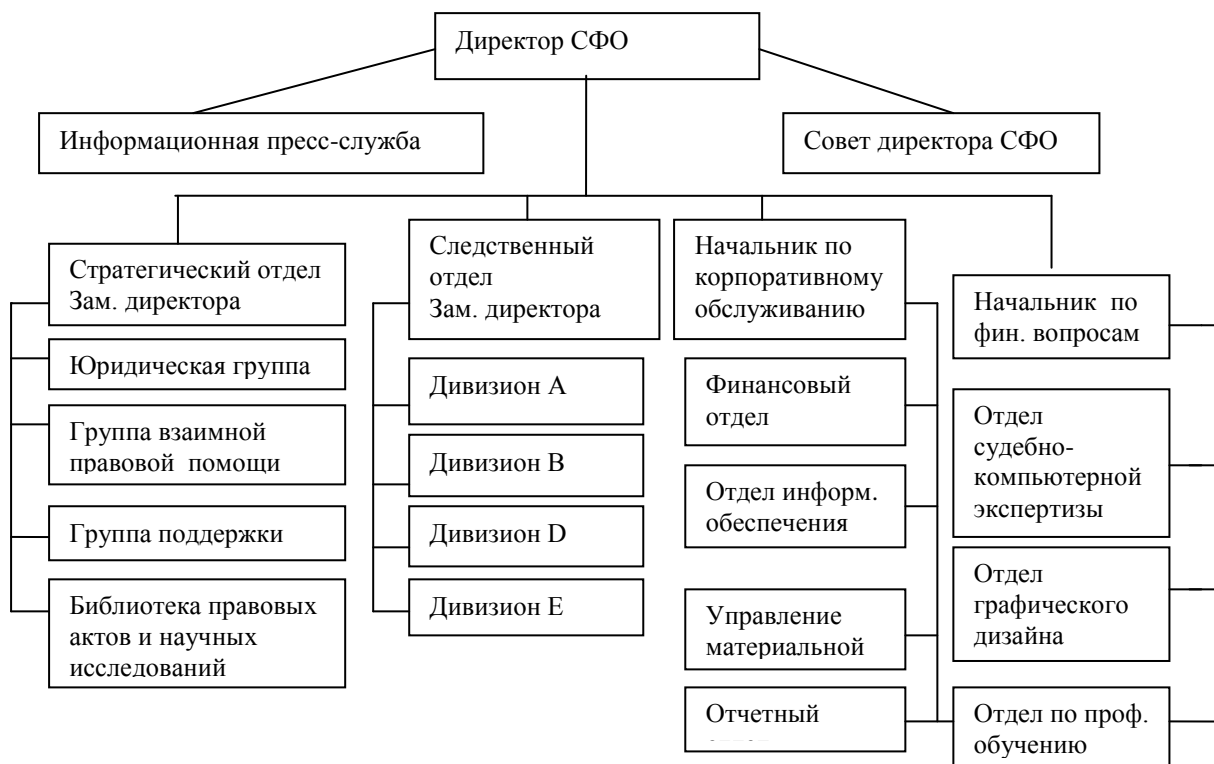 Директор СФО
Информационная пресс-служба
Совет директора СФО
Стратегический отдел
Зам. директора
Юридическая группа
Группа взаимной
правовой помощи
Группа поддержки
Библиотека правовых
актов и научных
исследований
Следственный
отдел
Зам. директора
Дивизион A
Дивизион B
Дивизион D
Дивизион E
Начальник по
корпоративному
обслуживанию
Финансовый
отдел
Отдел информ.
обеспечения
Управление
материальной
Отчетный
Начальник по
фин. вопросам
Отдел
судебно-
компьютерной
экспертизы
Отдел
графического
дизайна
Отдел по проф.
обучению